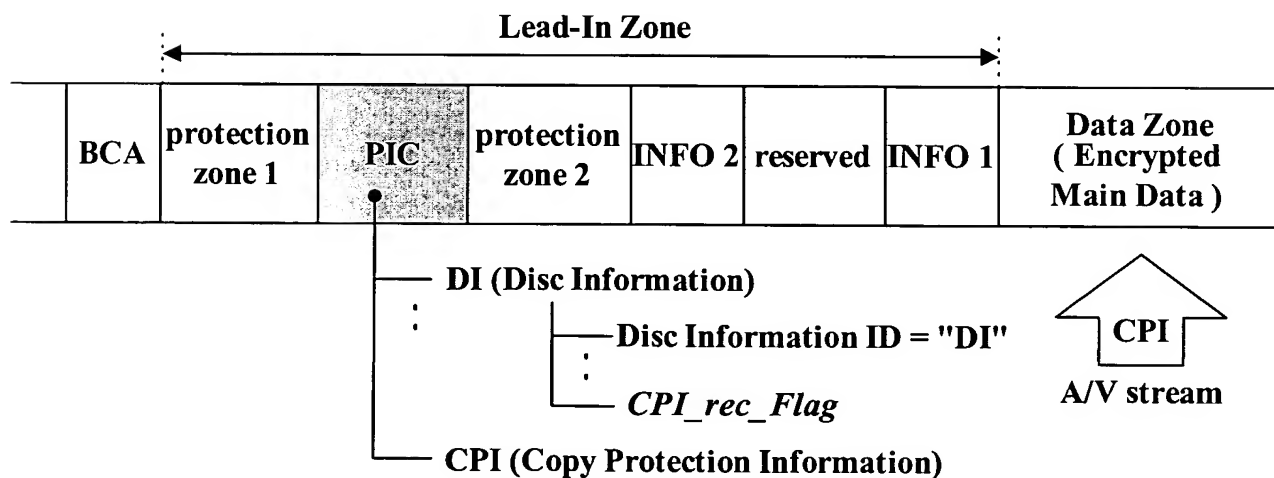 Lead-In Zone
BCA
protection
zone 1
PIC
protection
zone 2
INFO 2
reserved
INFO 1
Data Zone
( Encrypted
Main Data )
DI (Disc Information)
Disc Information ID = "DI"
CPI_rec_Flag
CPI (Copy Protection Information)
CPI
A/V stream